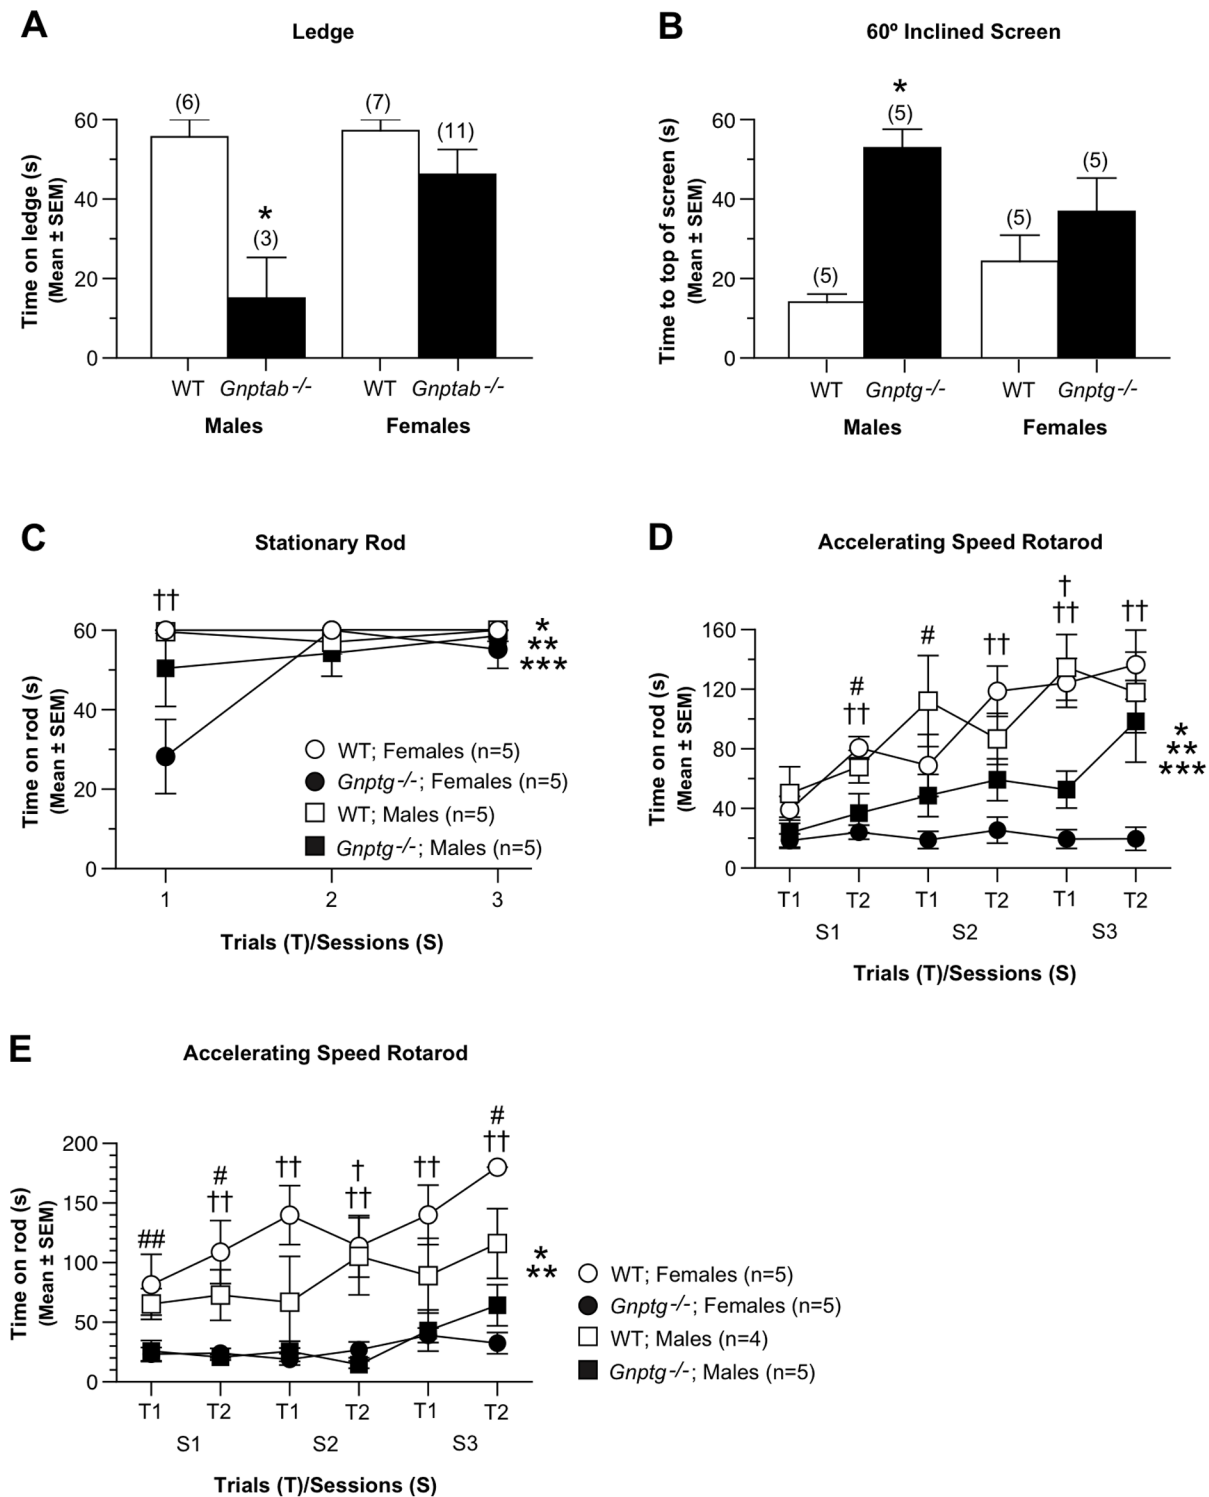 A
Ledge
Time on ledge (s)
(Mean ± SEM)
60
40
20
0
(6)
*
(3)
(7)
(11)
WT
Gnptab-/-
WT
Gnptab-/-
Males
Females
B
60º Inclined Screen
Time to top of screen (s)
(Mean ± SEM)
60
40
20
0
(5)
*
(5)
(5)
(5)
WT
Gnptg-/-
WT
Gnptg-/-
Males
Females
C
Stationary Rod
Time on rod (s)
(Mean ± SEM)
60
40
20
0
††
*
**
***
WT; Females (n=5)
Gnptg-/-; Females (n=5)
WT; Males (n=5)
Gnptg-/-; Males (n=5)
1
2
3
Trials (T)/Sessions (S)
D
Accelerating Speed Rotarod
Time on rod (s)
(Mean ± SEM)
160
120
80
40
0
#
††
#
††
†
††
††
*
**
***
T1
T2
T1
T2
T1
T2
S1
S2
S3
Trials (T)/Sessions (S)
E
Accelerating Speed Rotarod
Time on rod (s)
(Mean ± SEM)
200
150
100
50
0
##
#
††
††
†
††
††
#
††
*
**
WT; Females (n=5)
Gnptg-/-; Females (n=5)
WT; Males (n=4)
Gnptg-/-; Males (n=5)
T1
T2
T1
T2
T1
T2
S1
S2
S3
Trials (T)/Sessions (S)